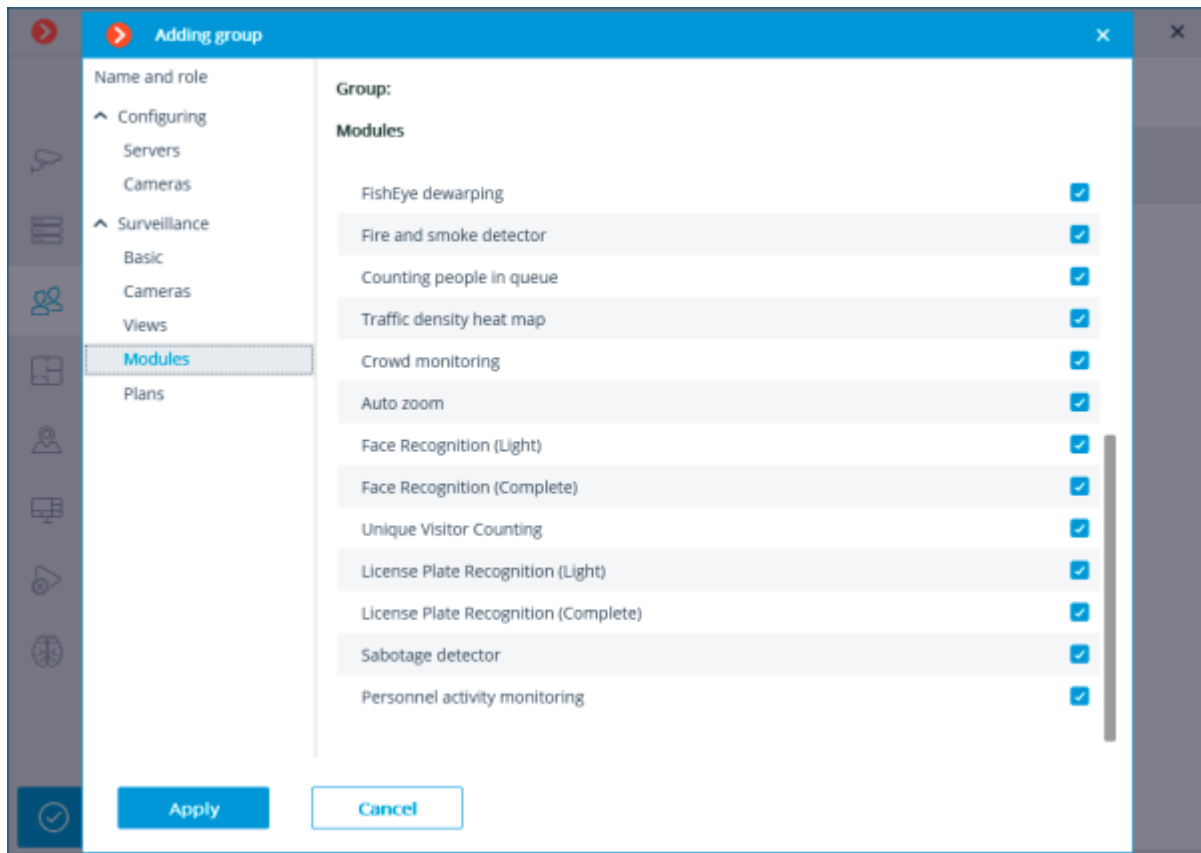 Adding group
Name and role
Configuring
Servers
Cameras
Surveillance
Basic
Cameras
Views
Modules
Plans
Group:
Modules
FishEye dewarping
Fire and smoke detector
Counting people in queue
Traffic density heat map
Crowd monitoring
Auto zoom
Face Recognition (Light)
Face Recognition (Complete)
Unique Visitor Counting
License Plate Recognition (Light)
License Plate Recognition (Complete)
Sabotage detector
Personnel activity monitoring
Apply
Cancel